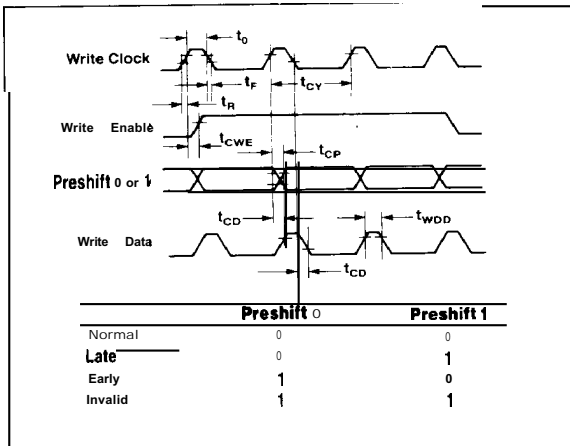 t0
Write Clock
tF
tCY
tR
Write Enable
tCWE
tCP
Preshift 0 or 1
tCD
tWDD
Write Data
tCD
Preshift 0 Preshift 1
Normal 0 0
Late 0 1
Early 1 0
Invalid 1 1